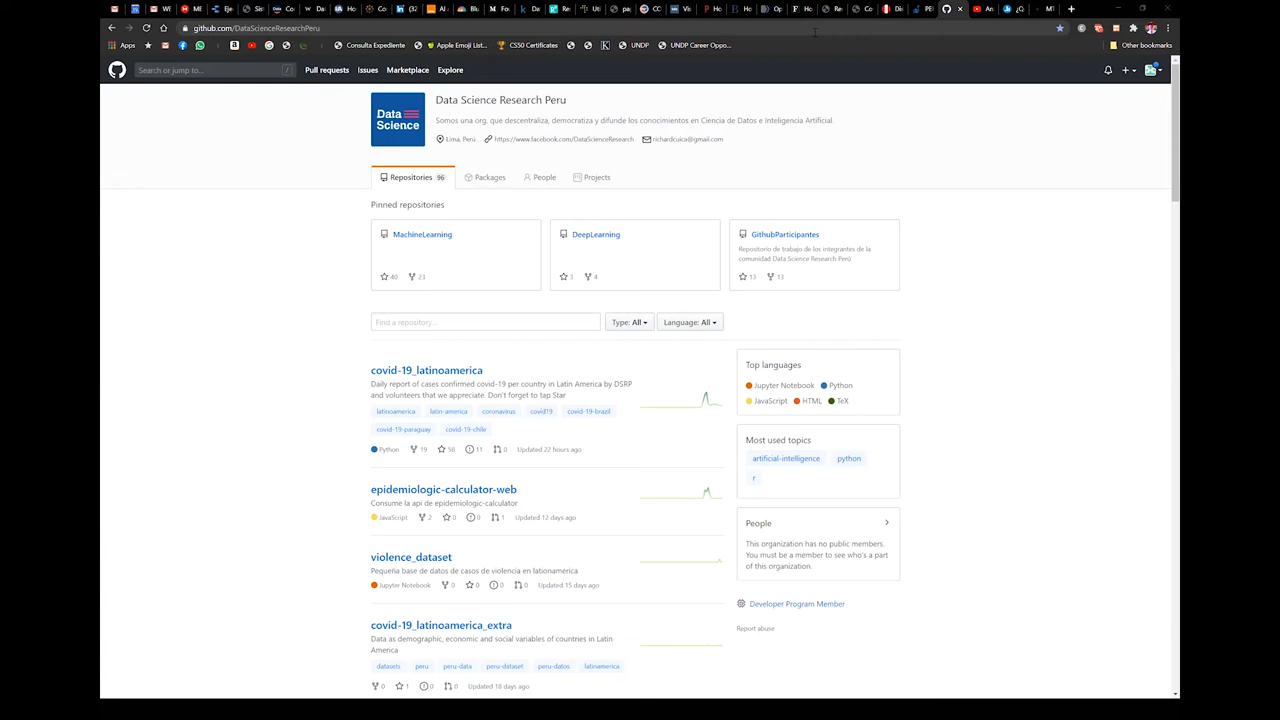 github.com/DataScienceResearchPeru
Apps
Consulta Expediente
Apple Emoji List...
CS50 Certificates
UNDP
UNDP Career Oppo...
Other bookmarks
Search or jump to...
/
Pull requests
Issues
Marketplace
Explore
Data Science
Data Science Research Peru
Somos una org. que descentraliza, democratiza y difunde los conocimientos en Ciencia de Datos e Inteligencia Artificial.
Lima, Perú
https://www.facebook.com/DataScienceResearch
richardcuica@gmail.com
Repositories 96
Packages
People
Projects
Pinned repositories
MachineLearning
40 23
DeepLearning
3 4
GithubParticipantes
Repositorio de trabajo de los integrantes de la
comunidad Data Science Research Perú
13 13
Find a repository...
Type: All
Language: All
covid-19_latinoamerica
Daily report of cases confirmed covid-19 per country in Latin America by DSRP
and volunteers that we appreciate. Don't forget to tap Star
latinoamerica latin-america coronavirus covid19 covid-19-brazil
covid-19-paraguay covid-19-chile
Python 19 56 11 0 Updated 22 hours ago
epidemiologic-calculator-web
Consume la api de epidemiologic-calculator
JavaScript 2 0 0 1 Updated 12 days ago
violence_dataset
Pequeña base de datos de casos de violencia en lationamérica
Jupyter Notebook 0 0 0 0 Updated 15 days ago
covid-19_latinoamerica_extra
Data as demographic, economic and social variables of countries in Latin
America
datasets peru peru-data peru-dataset peru-datos latinamerica
0 1 0 0 Updated 18 days ago
Top languages
Jupyter Notebook Python
JavaScript HTML TeX
Most used topics
artificial-intelligence python
r
People
This organization has no public members.
You must be a member to see who's a part
of this organization.
Developer Program Member
Report abuse